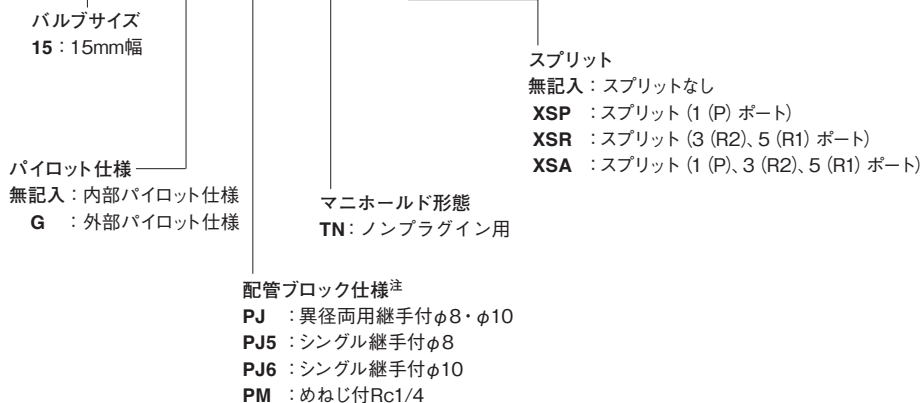 バルブサイズ
15：15mm幅
スプリット
無記入：スプリットなし
XSP ：スプリット（1（P）ポート）
XSR ：スプリット（3（R2）、5（R1）ポート）
XSA ：スプリット（1（P）、3（R2）、5（R1）ポート）
パイロット仕様
無記入：内部パイロット仕様
G ：外部パイロット仕様
マニホールド形態
TN：ノンプラグイン用
配管ブロック仕様注
PJ ：異径両用継手付φ8・φ10
PJ5 ：シングル継手付φ8
PJ6 ：シングル継手付φ10
PM ：めねじ付Rc1/4